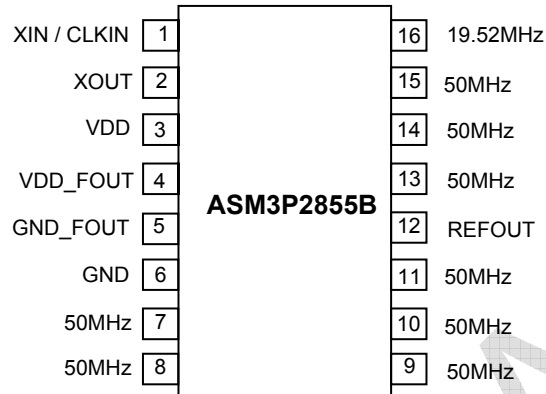 XIN / CLKIN 1 16 19.52MHz
XOUT 2 15 50MHz
VDD 3 14 50MHz
VDD_FOUT 4 13 50MHz
ASM3P2855B
GND_FOUT 5 12 REFOUT
GND 6 11 50MHz
50MHz 7 10 50MHz
50MHz 8 9 50MHz